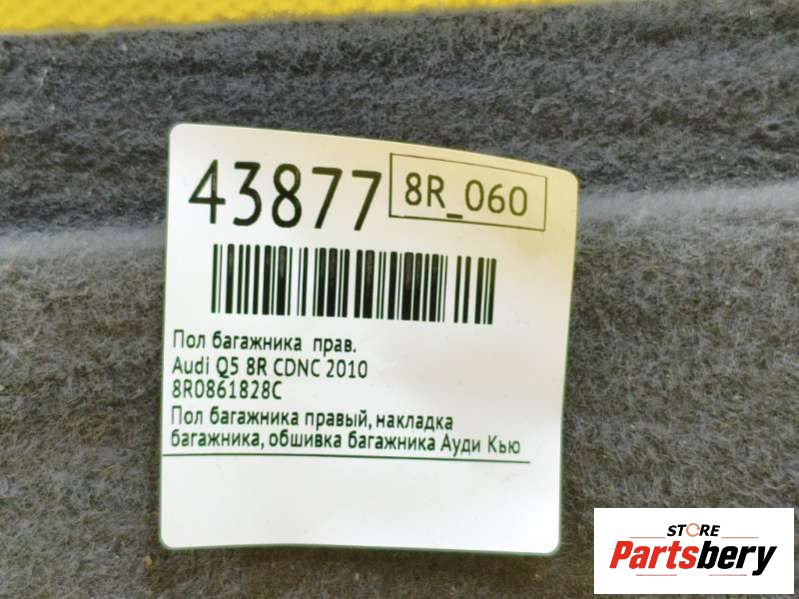 43877
8R_060
Пол багажника прав.
Audi Q5 8R CDNC 2010
8R0861828C
Пол багажника правый, накладка
багажника, обшивка багажника Ауди Кью
STORE
Partsbery